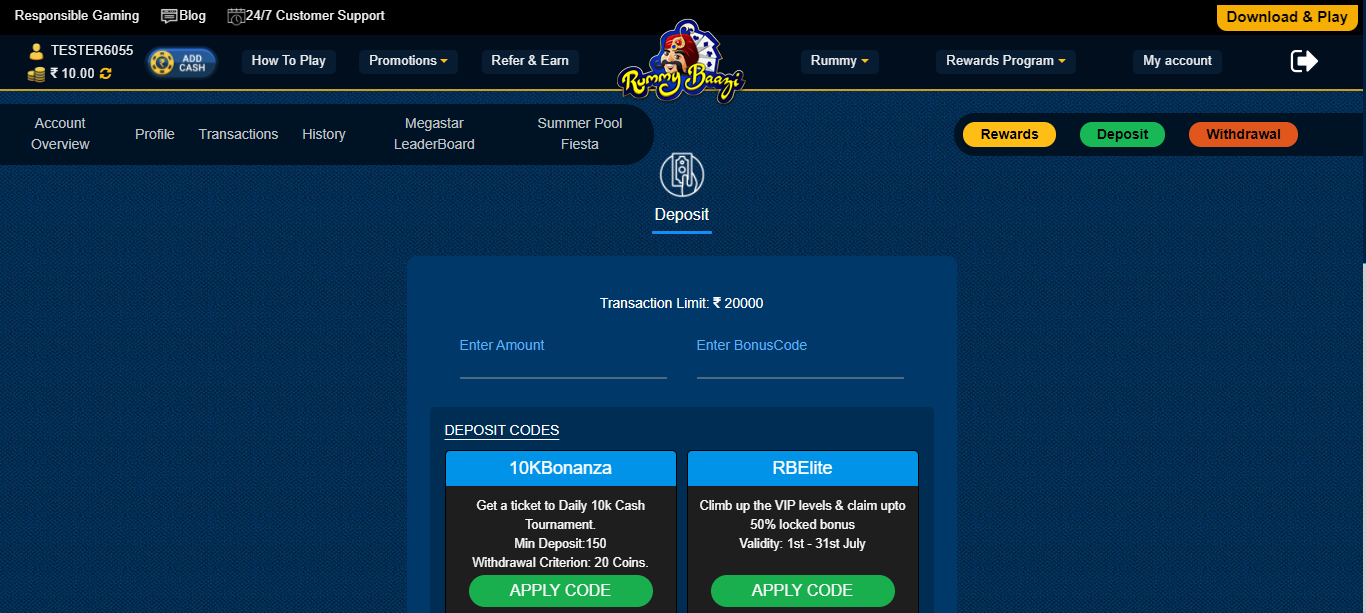 Responsible Gaming
Blog
24/7 Customer Support
Download & Play
TESTER6055
₹ 10.00
ADD
CASH
How To Play
Promotions
Refer & Earn
Rummy Baazi
Rummy
Rewards Program
My account
Account
Overview
Profile
Transactions
History
Megastar
LeaderBoard
Summer Pool
Fiesta
Rewards
Deposit
Withdrawal
Deposit
Transaction Limit: ₹ 20000
Enter Amount
Enter BonusCode
DEPOSIT CODES
10KBonanza
Get a ticket to Daily 10k Cash
Tournament.
Min Deposit:150
Withdrawal Criterion: 20 Coins.
APPLY CODE
RBElite
Climb up the VIP levels & claim upto
50% locked bonus
Validity: 1st - 31st July
APPLY CODE